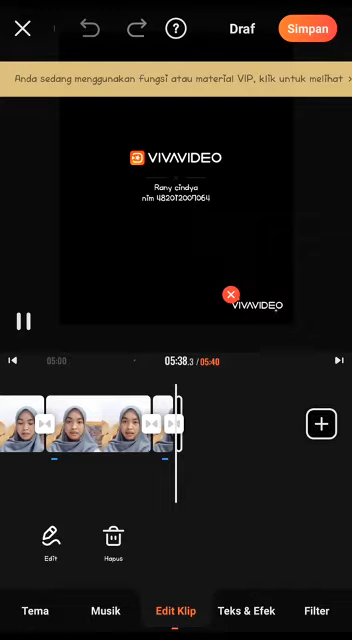 Draf
Simpan
Anda sedang menggunakan fungsi atau material VIP, klik untuk melihat >
VIVAVIDEO
Rany cindya
nim 482012007064
VIVAVIDEO
05:00
05:38.3 / 05:40
Edit
Hapus
Tema
Musik
Edit Klip
Teks & Efek
Filter